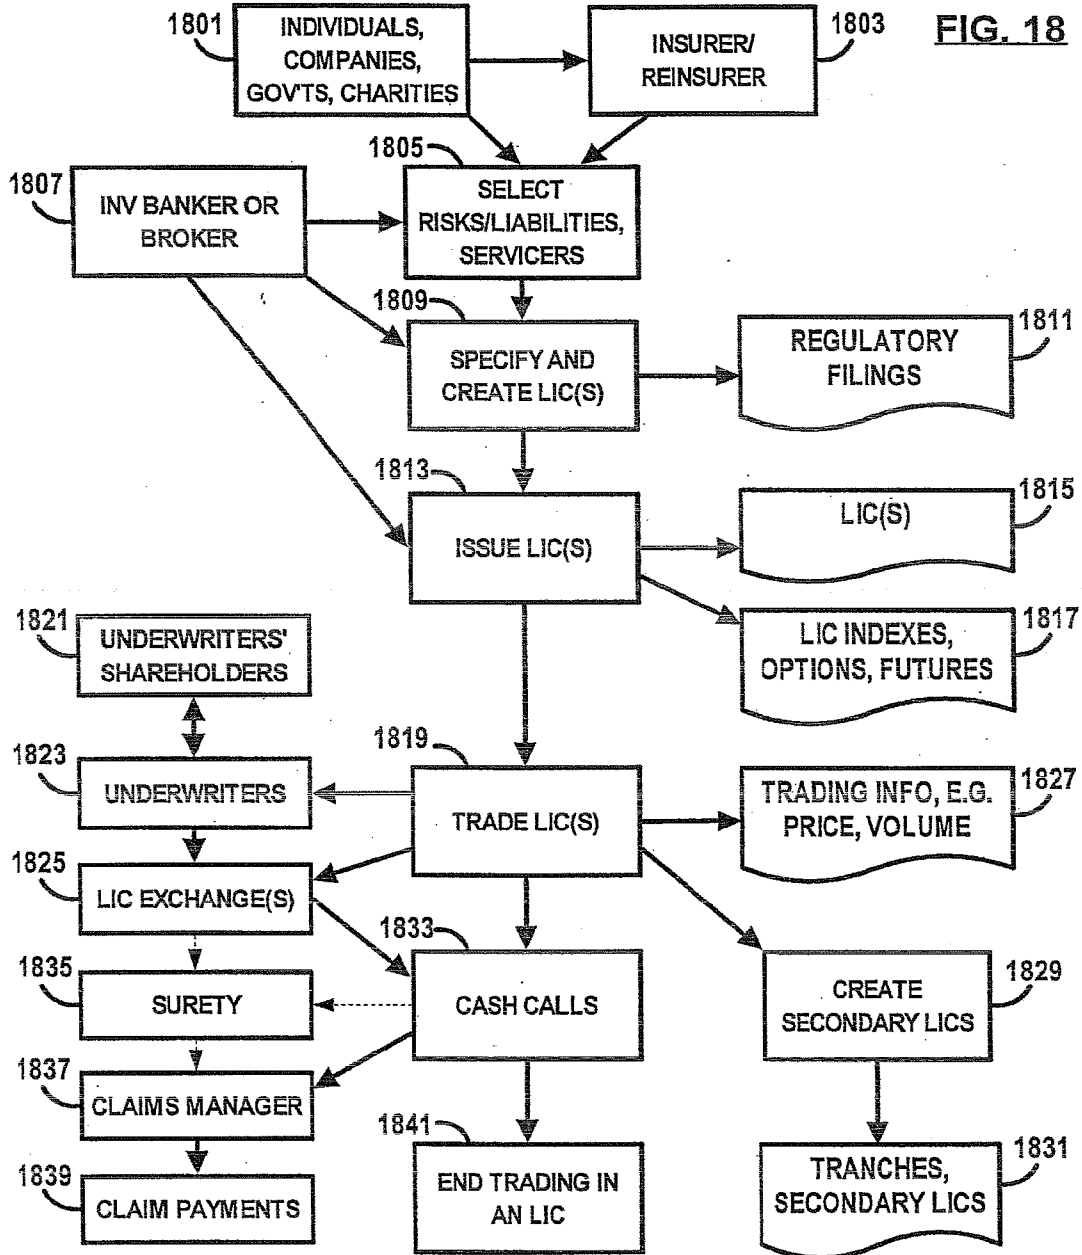 FIG. 18
1801
INDIVIDUALS,
COMPANIES,
GOV'TS, CHARITIES
1803
INSURER/
REINSURER
1805
SELECT
RISKS/LIABILITIES,
SERVICERS
1807
INV BANKER OR
BROKER
1809
SPECIFY AND
CREATE LIC(S)
1811
REGULATORY
FILINGS
1813
ISSUE LIC(S)
1815
LIC(S)
1817
LIC INDEXES,
OPTIONS, FUTURES
1821
UNDERWRITERS'
SHAREHOLDERS
1823
UNDERWRITERS
1819
TRADE LIC(S)
1827
TRADING INFO, E.G.
PRICE, VOLUME
1825
LIC EXCHANGE(S)
1833
CASH CALLS
1829
CREATE
SECONDARY LICS
1835
SURETY
1837
CLAIMS MANAGER
1839
CLAIM PAYMENTS
1841
END TRADING IN
AN LIC
1831
TRANCHES,
SECONDARY LICS